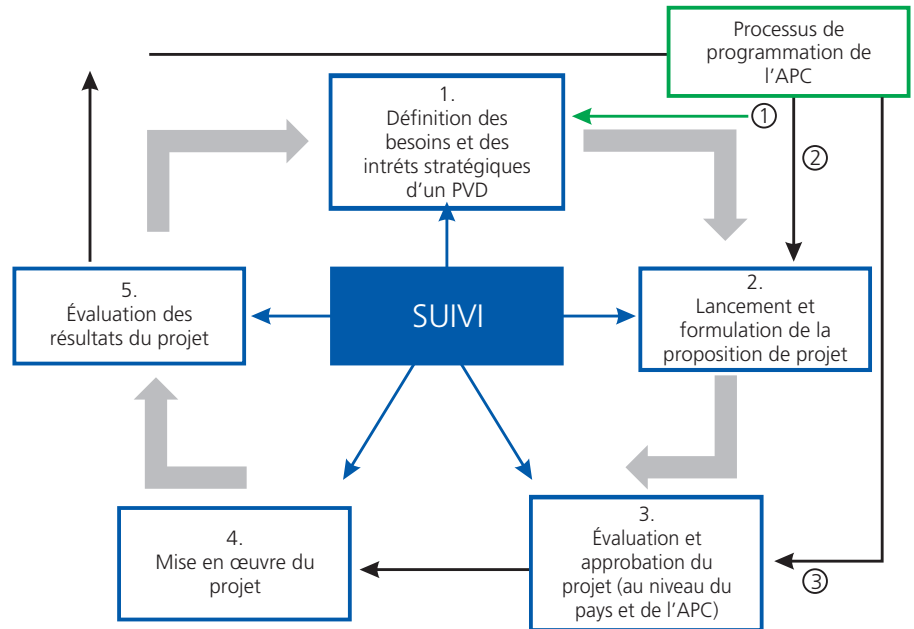 Processus de
programmation de
l'APC
1.
Définition des
besoins et des
intréts stratégiques
d'un PVD
①
②
5.
Évaluation des
résultats du projet
SUIVI
2.
Lancement et
formulation de la
proposition de projet
4.
Mise en œuvre du
projet
3.
Évaluation et
approbation du
projet (au niveau du
pays et de l'APC)
③